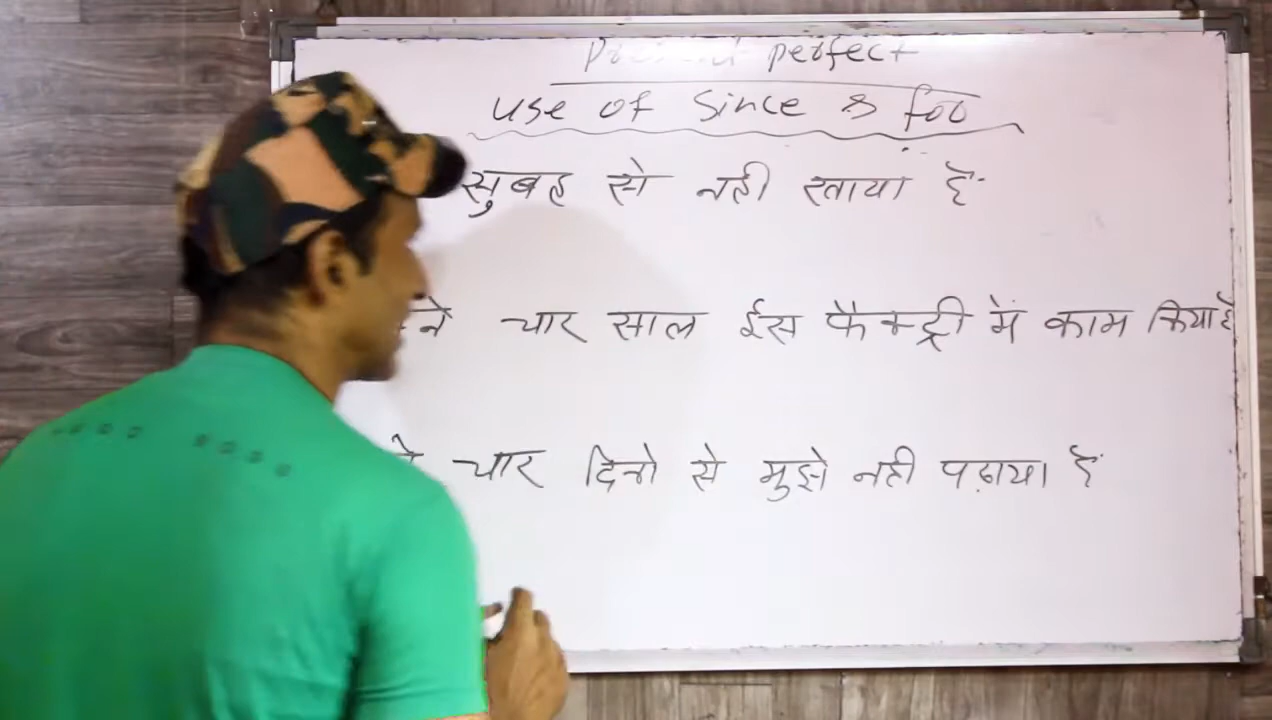 perfect
use of Since & for
सुबह से नही खाया है
ने चार साल ईस फैक्ट्री में काम किया है
ने चार दिनो से मुझे नही पढाया है